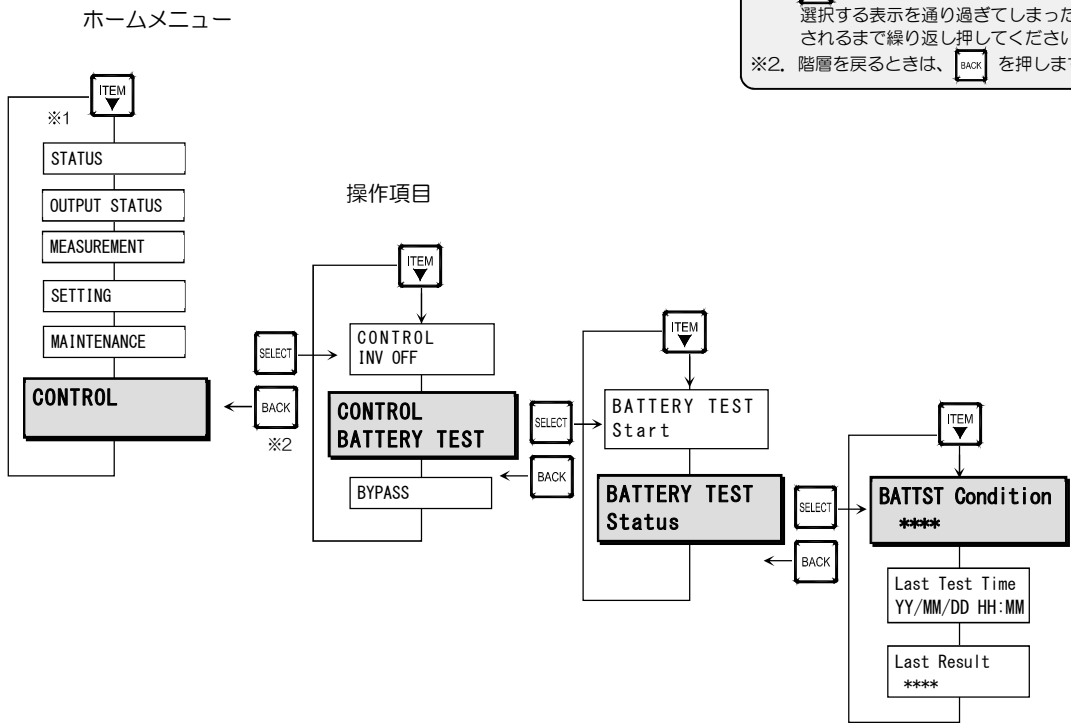 ホームメニュー
選択する表示を通り過ぎてしまった
されるまで繰り返し押してください
※2. 階層を戻るときは、 BACK を押しま
ITEM
※1
STATUS
OUTPUT STATUS
MEASUREMENT
SETTING
MAINTENANCE
CONTROL
SELECT
BACK
※2
操作項目
ITEM
CONTROL
INV OFF
CONTROL
BATTERY TEST
BYPASS
SELECT
BACK
ITEM
BATTERY TEST
Start
BATTERY TEST
Status
SELECT
BACK
ITEM
BATTST Condition
****
Last Test Time
YY/MM/DD HH:MM
Last Result
****